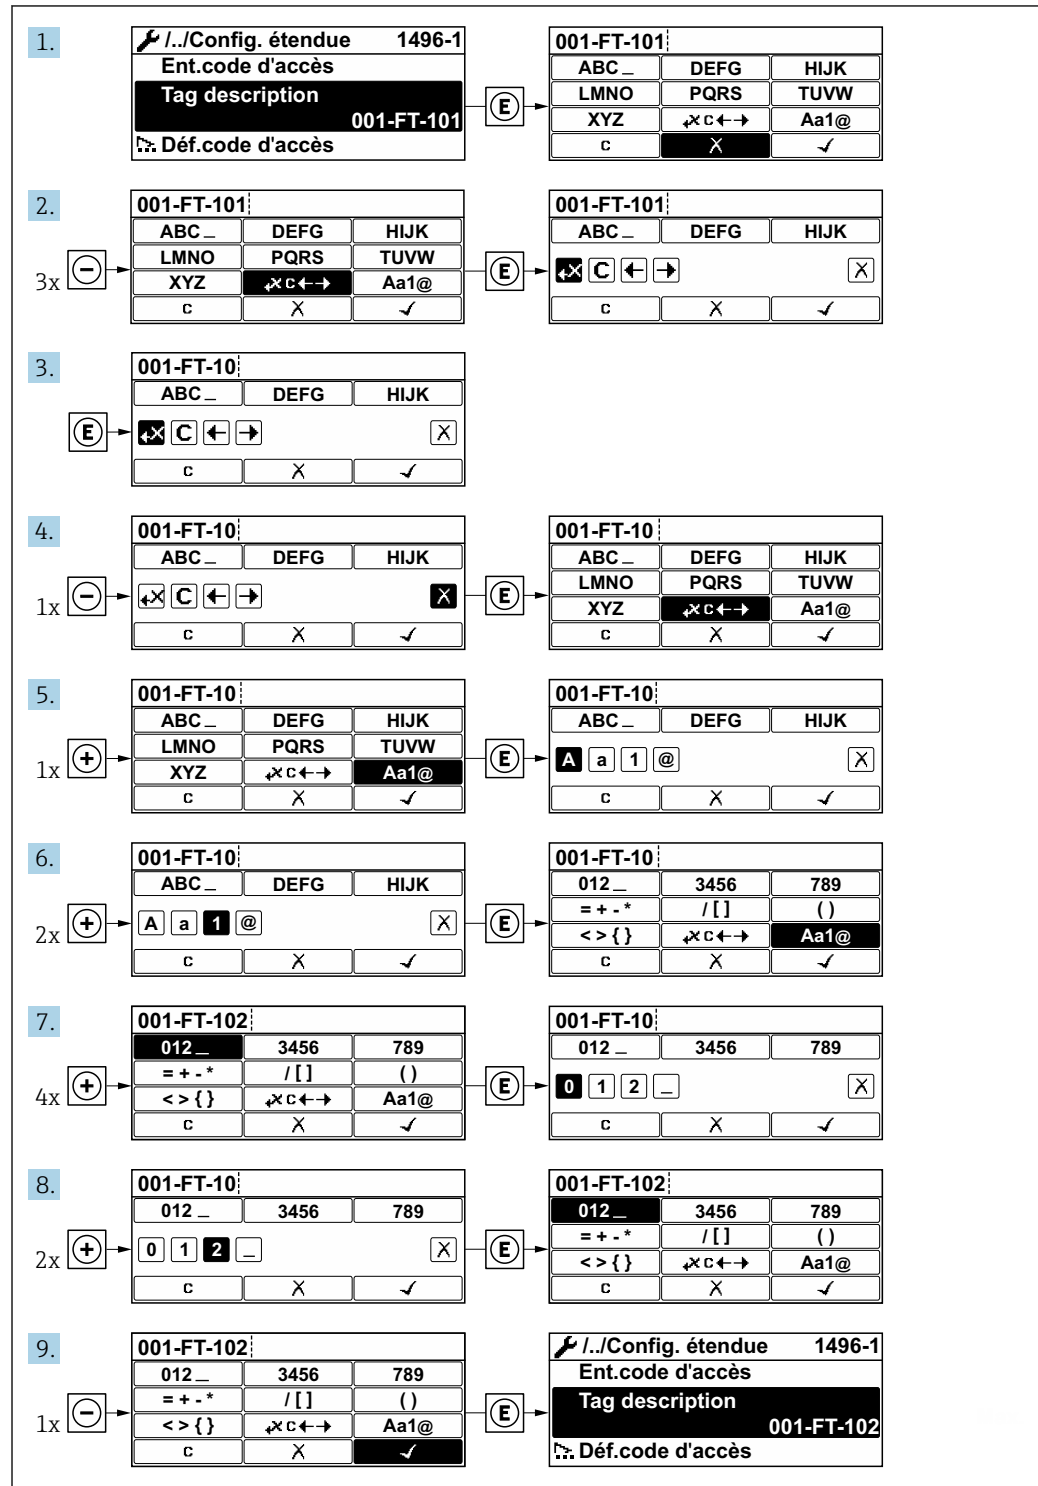 1.
/../Config. étendue 1496-1
Ent.code d'accès
Tag description
001-FT-101
Déf.code d'accès
E
001-FT-101
ABC_ DEFG HIJK
LMNO PQRS TUVW
XYZ C Aa1@
C X ✓
2.
3x
001-FT-101
ABC_ DEFG HIJK
LMNO PQRS TUVW
XYZ C Aa1@
C X ✓
E
001-FT-101
ABC_ DEFG HIJK
C ← → X
C X ✓
3.
E
001-FT-10
ABC_ DEFG HIJK
C ← → X
C X ✓
4.
1x
001-FT-10
ABC_ DEFG HIJK
C ← → X
C X ✓
E
001-FT-10
ABC_ DEFG HIJK
LMNO PQRS TUVW
XYZ C Aa1@
C X ✓
5.
1x
001-FT-10
ABC_ DEFG HIJK
LMNO PQRS TUVW
XYZ C Aa1@
C X ✓
E
001-FT-10
ABC_ DEFG HIJK
A a 1 @ X
C X ✓
6.
2x
001-FT-10
ABC_ DEFG HIJK
A a 1 @ X
C X ✓
E
001-FT-10
012_ 3456 789
= + - * / [ ] ( )
< > { } C Aa1@
C X ✓
7.
4x
001-FT-102
012_ 3456 789
= + - * / [ ] ( )
< > { } C Aa1@
C X ✓
E
001-FT-10
012_ 3456 789
0 1 2 _ X
C X ✓
8.
2x
001-FT-10
012_ 3456 789
0 1 2 _ X
C X ✓
E
001-FT-102
012_ 3456 789
= + - * / [ ] ( )
< > { } C Aa1@
C X ✓
9.
1x
001-FT-102
012_ 3456 789
= + - * / [ ] ( )
< > { } C Aa1@
C X ✓
E
/../Config. étendue 1496-1
Ent.code d'accès
Tag description
001-FT-102
Déf.code d'accès